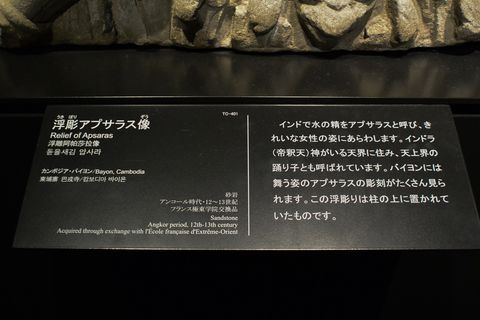 TC-401
うき ぼり ぞう
浮彫アプサラス像
Relief of Apsaras
浮雕阿帕莎拉像
돋을새김 압사라
カンボジア・バイヨン/Bayon, Cambodia
柬埔寨 巴戎寺/캄보디아 바이욘
砂岩
アンコール時代・12～13世紀
フランス極東学院交換品
Sandstone
Angkor period, 12th-13th century
Acquired through exchange with l'École française d'Extrême-Orient
インドで水の精をアプサラスと呼び、き
れいな女性の姿にあらわします。インドラ
(帝釈天)神がいる天界に住み、天上界の
踊り子とも呼ばれています。バイヨンには
舞う姿のアプサラスの彫刻がたくさん見ら
れます。この浮彫りは柱の上に置かれて
いたものです。